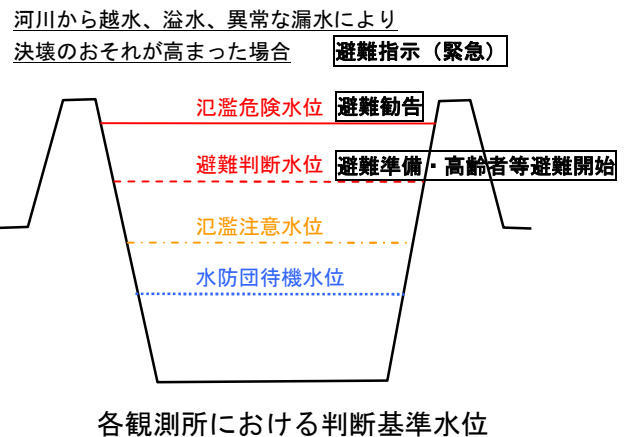 河川から越水、溢水、異常な漏水により
決壊のおそれが高まった場合 避難指示（緊急）
氾濫危険水位 避難勧告
避難判断水位 避難準備・高齢者等避難開始
氾濫注意水位
水防団待機水位
各観測所における判断基準水位